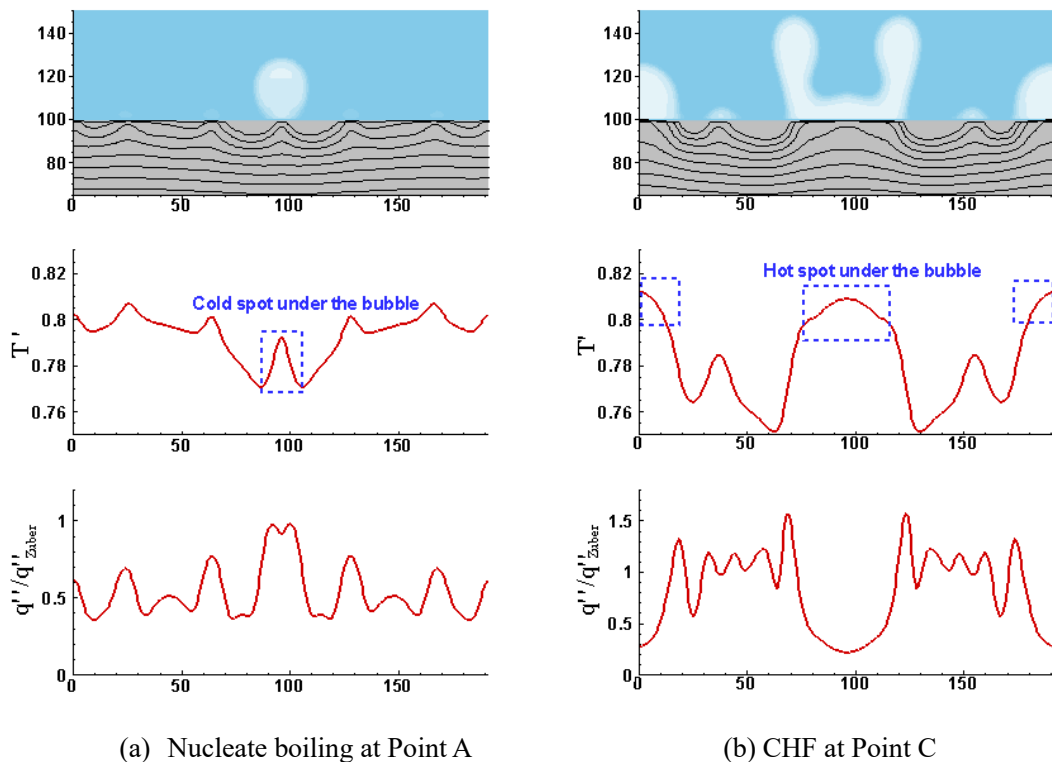 140
120
100
80
0 50 100 150
140
120
100
80
0 50 100 150
0.82
0.8
0.78
0.76
T'
Cold spot under the bubble
0 50 100 150
0.82
0.8
0.78
0.76
T'
Hot spot under the bubble
0 50 100 150
1
0.5
0
q''/q''Zuber
0 50 100 150
1.5
1
0.5
0
q''/q''Zuber
0 50 100 150
(a) Nucleate boiling at Point A
(b) CHF at Point C